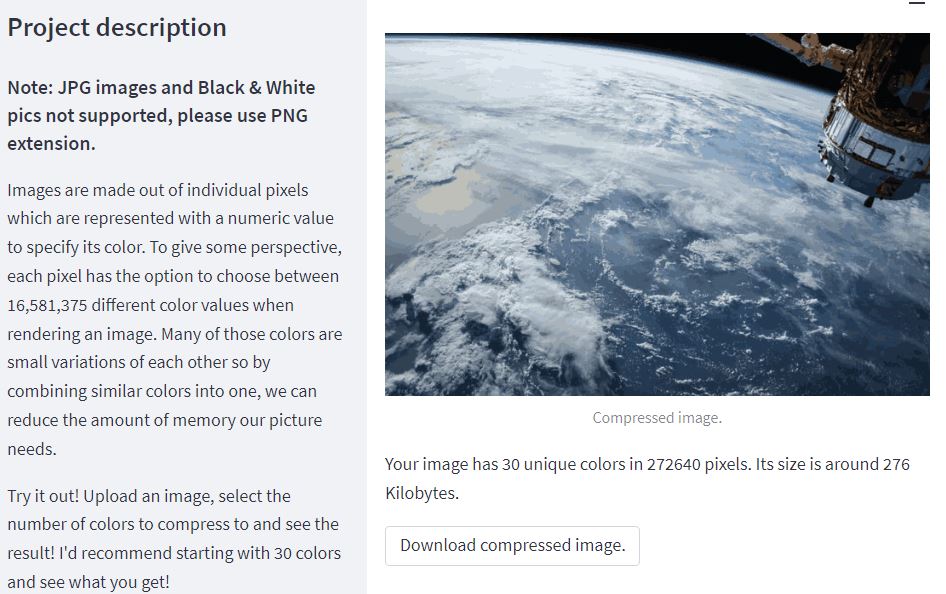 Project description
Note: JPG images and Black & White
pics not supported, please use PNG
extension.
Images are made out of individual pixels
which are represented with a numeric value
to specify its color. To give some perspective,
each pixel has the option to choose between
16,581,375 different color values when
rendering an image. Many of those colors are
small variations of each other so by
combining similar colors into one, we can
reduce the amount of memory our picture
needs.
Try it out! Upload an image, select the
number of colors to compress to and see the
result! I'd recommend starting with 30 colors
and see what you get!
Compressed image.
Your image has 30 unique colors in 272640 pixels. Its size is around 276
Kilobytes.
Download compressed image.